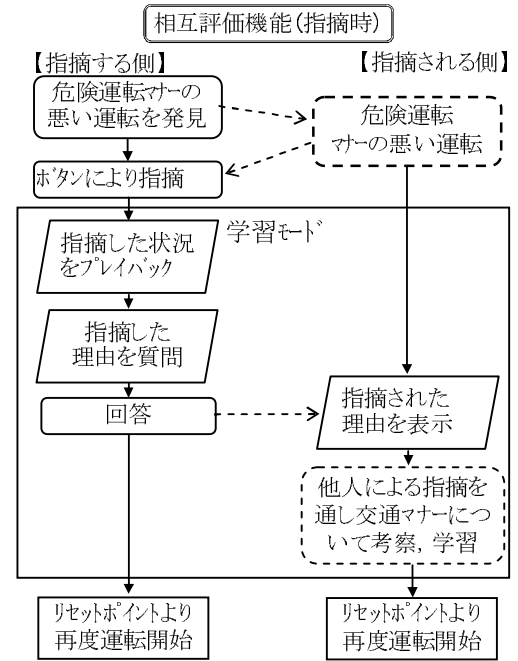 相互評価機能(指摘時)
【指摘する側】
【指摘される側】
危険運転マナーの
悪い運転を発見
危険運転
マナーの悪い運転
ボタンにより指摘
学習モード
指摘した状況
をプレイバック
指摘した
理由を質問
回答
指摘された
理由を表示
他人による指摘を
通し交通マナーにつ
いて考察, 学習
リセットポイントより
再度運転開始
リセットポイントより
再度運転開始